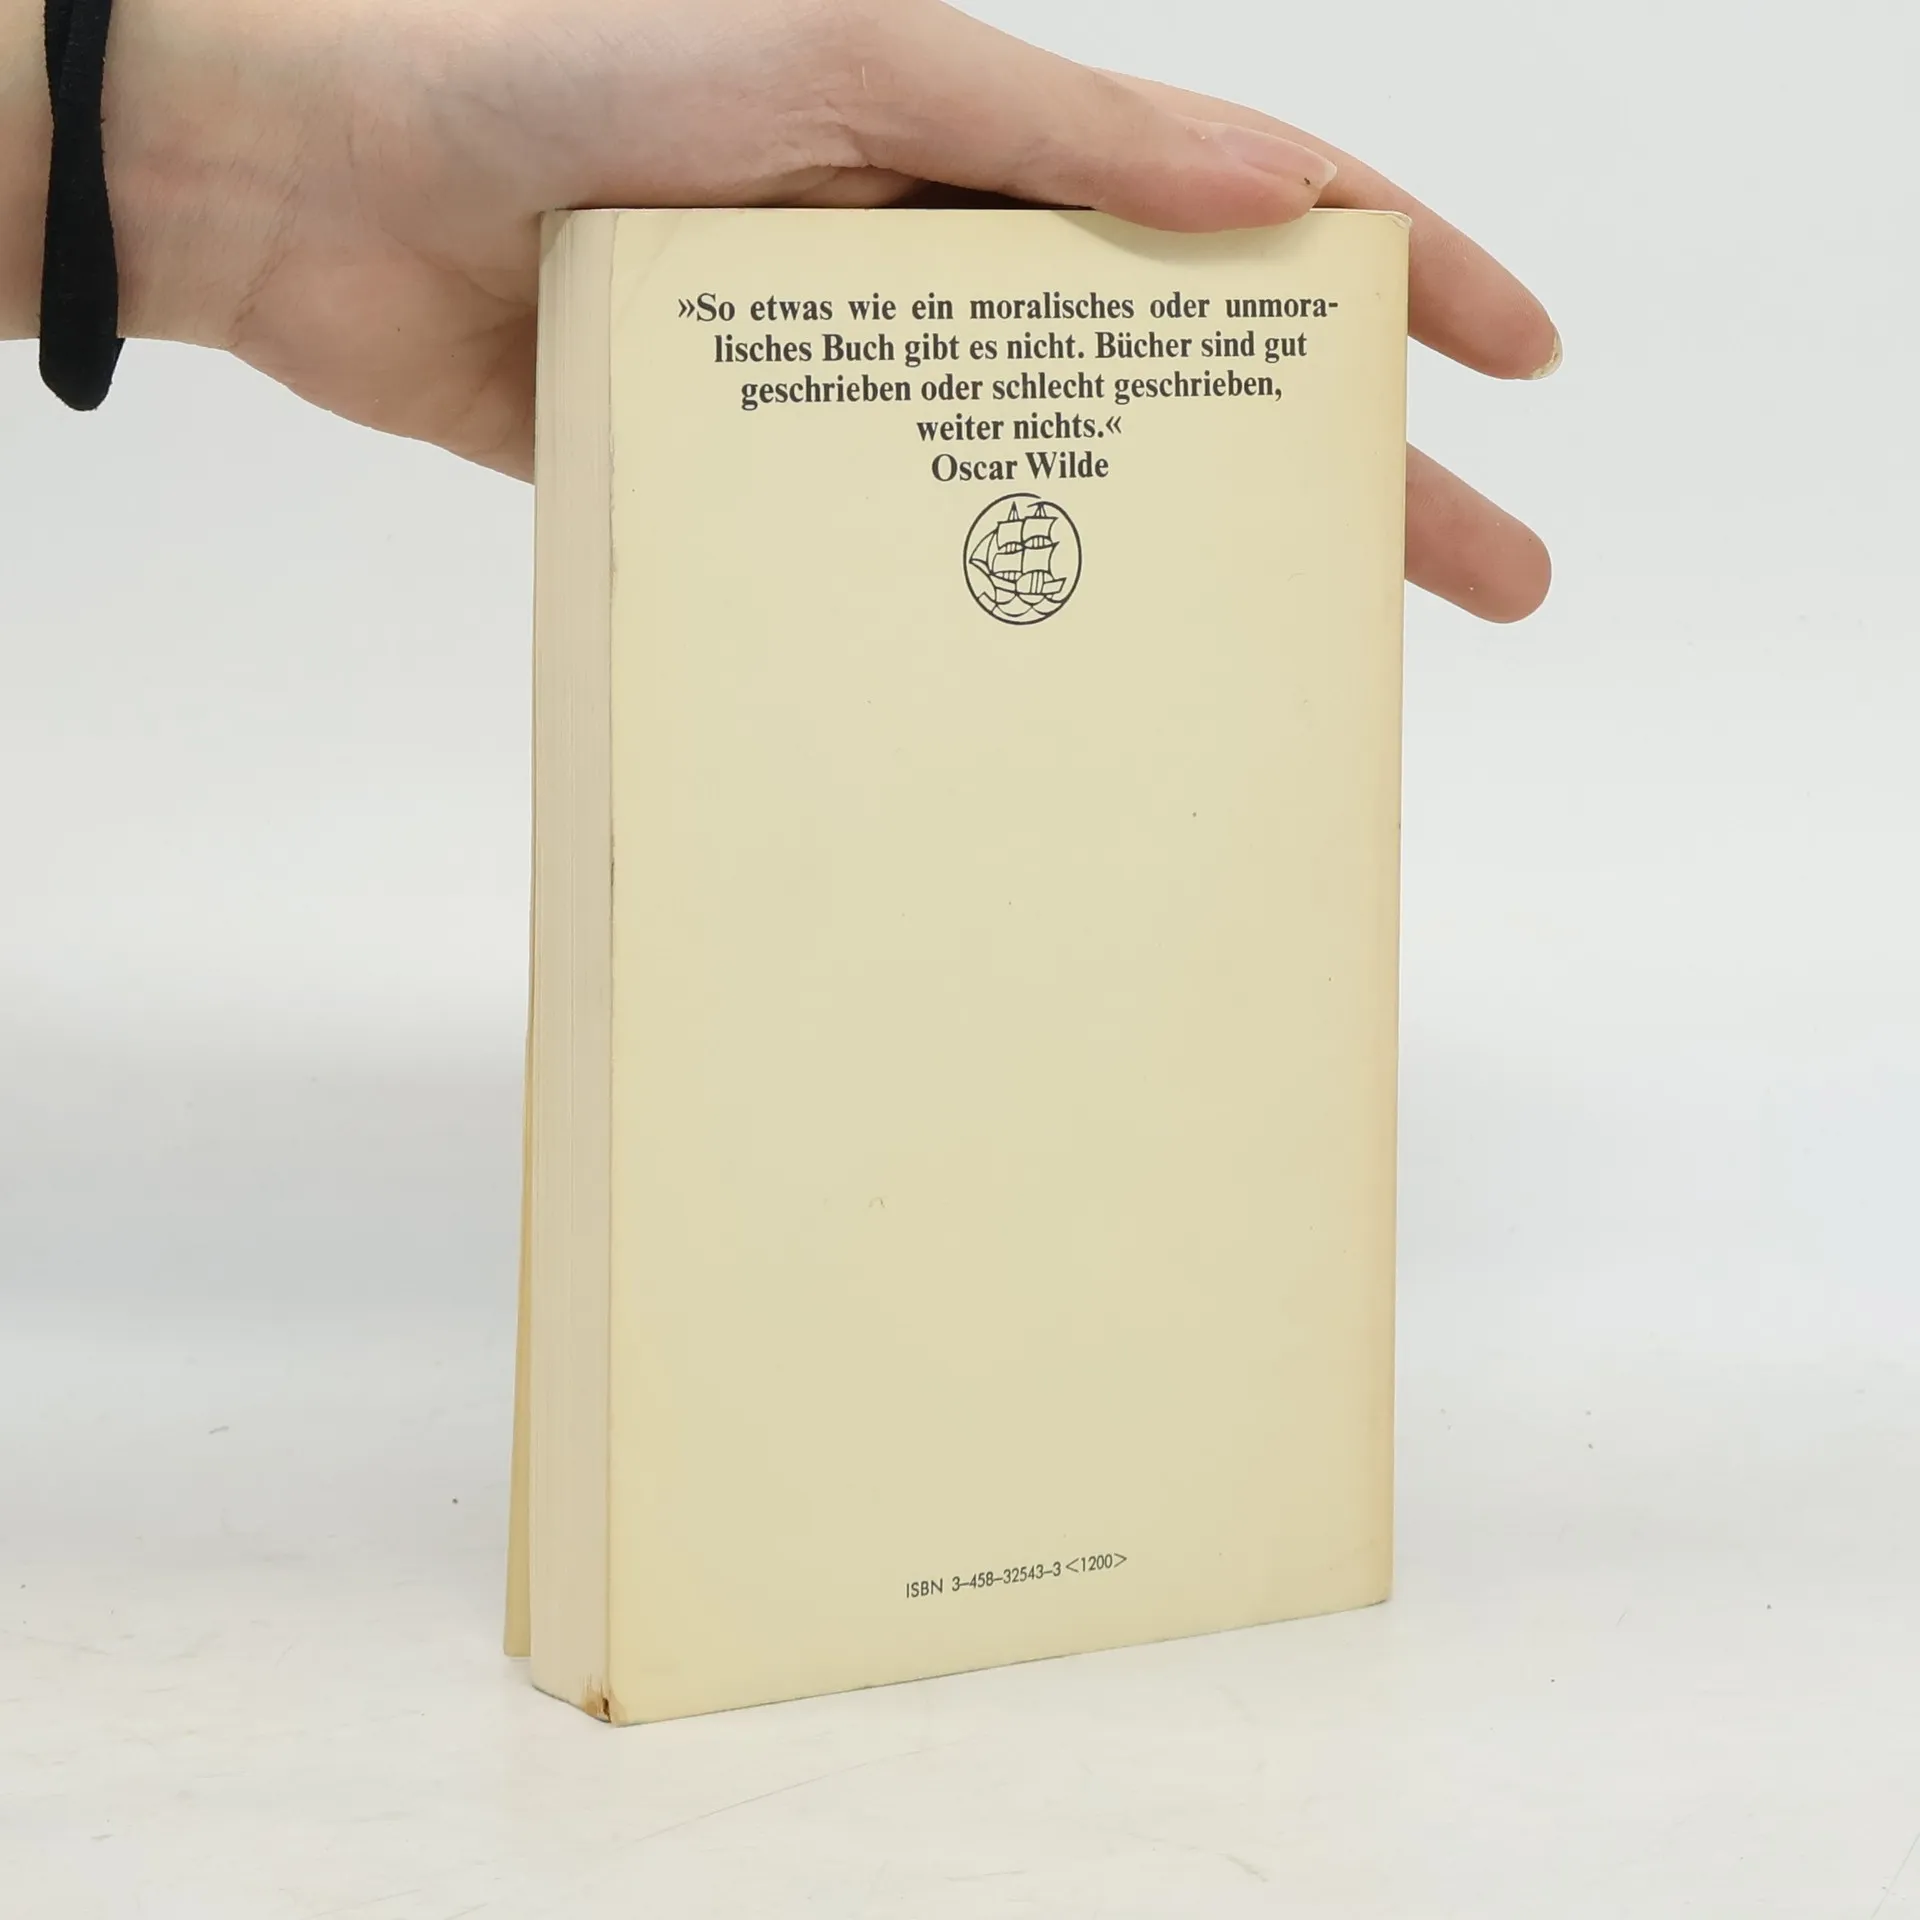 »So etwas wie ein moralisches oder unmora-
lisches Buch gibt es nicht. Bücher sind gut
geschrieben oder schlecht geschrieben,
weiter nichts.«
Oscar Wilde
ISBN 3–458–32543–3 <1200>